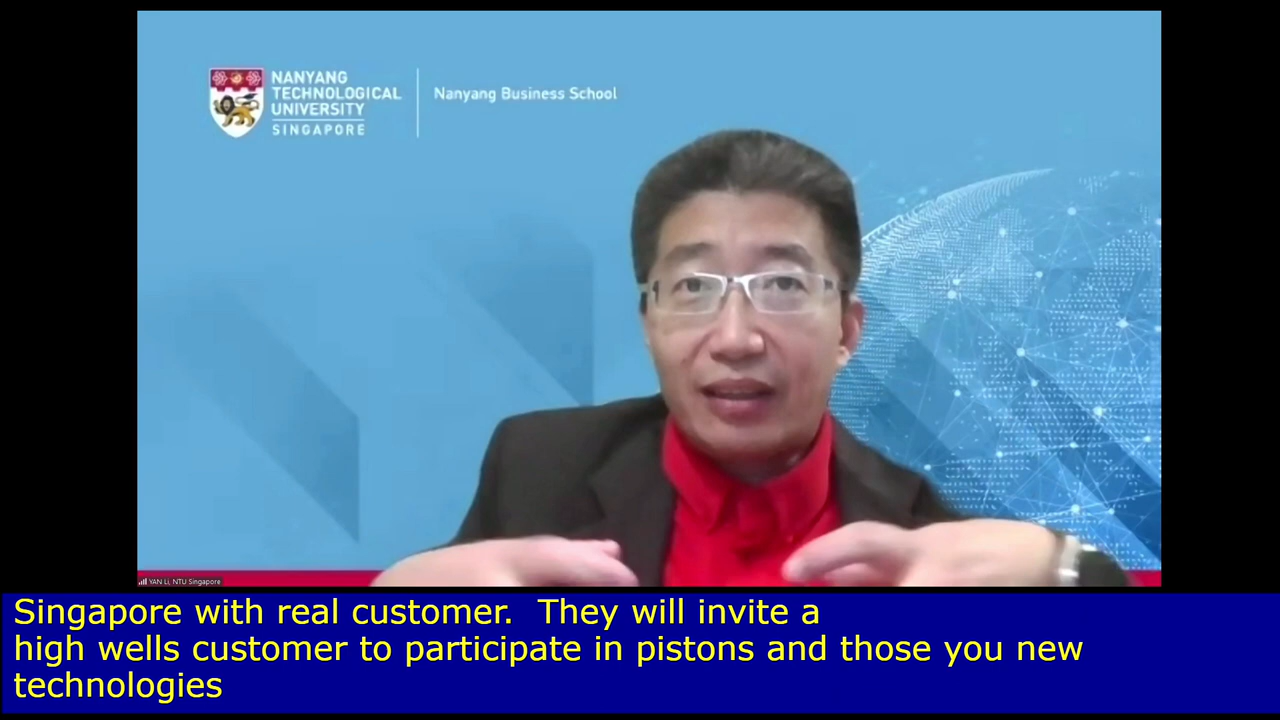 NANYANG
TECHNOLOGICAL
UNIVERSITY
SINGAPORE
Nanyang Business School
YAN Li, NTU Singapore
Singapore with real customer.  They will invite a
high wells customer to participate in pistons and those you new
technologies